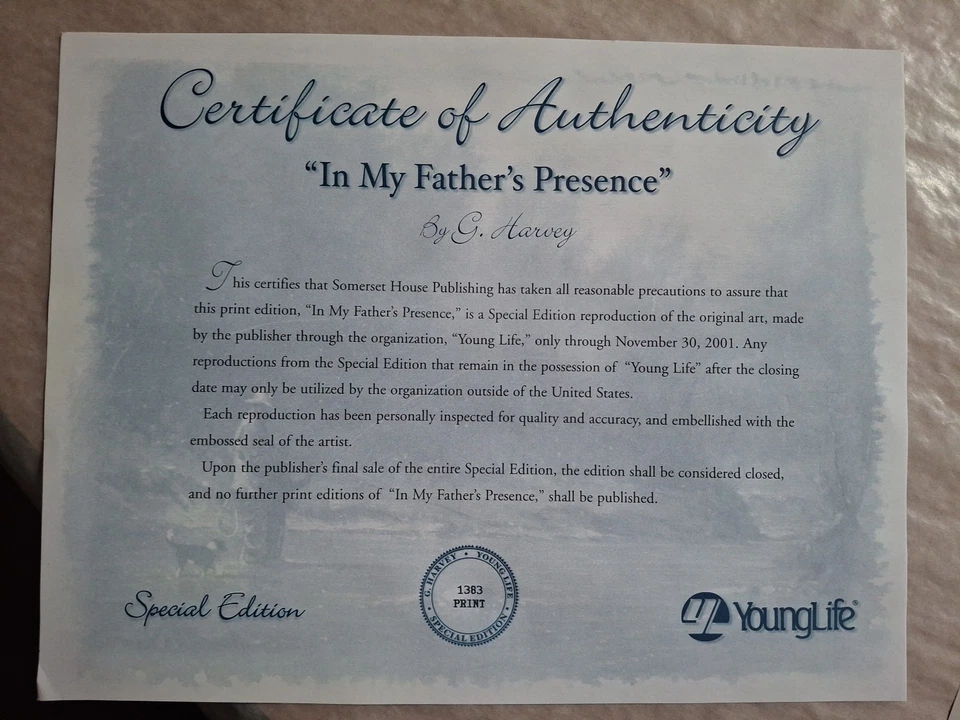 Certificate of Authenticity
“In My Father’s Presence”
By G. Harvey
This certifies that Somerset House Publishing has taken all reasonable precautions to assure that
this print edition, “In My Father’s Presence,” is a Special Edition reproduction of the original art, made
by the publisher through the organization, “Young Life,” only through November 30, 2001. Any
reproductions from the Special Edition that remain in the possession of “Young Life” after the closing
date may only be utilized by the organization outside of the United States.
Each reproduction has been personally inspected for quality and accuracy, and embellished with the
embossed seal of the artist.
Upon the publisher’s final sale of the entire Special Edition, the edition shall be considered closed,
and no further print editions of “In My Father’s Presence,” shall be published.
Special Edition
G. HARVEY • YOUNG LIFE
1383
PRINT
• SPECIAL EDITION •
YoungLife®